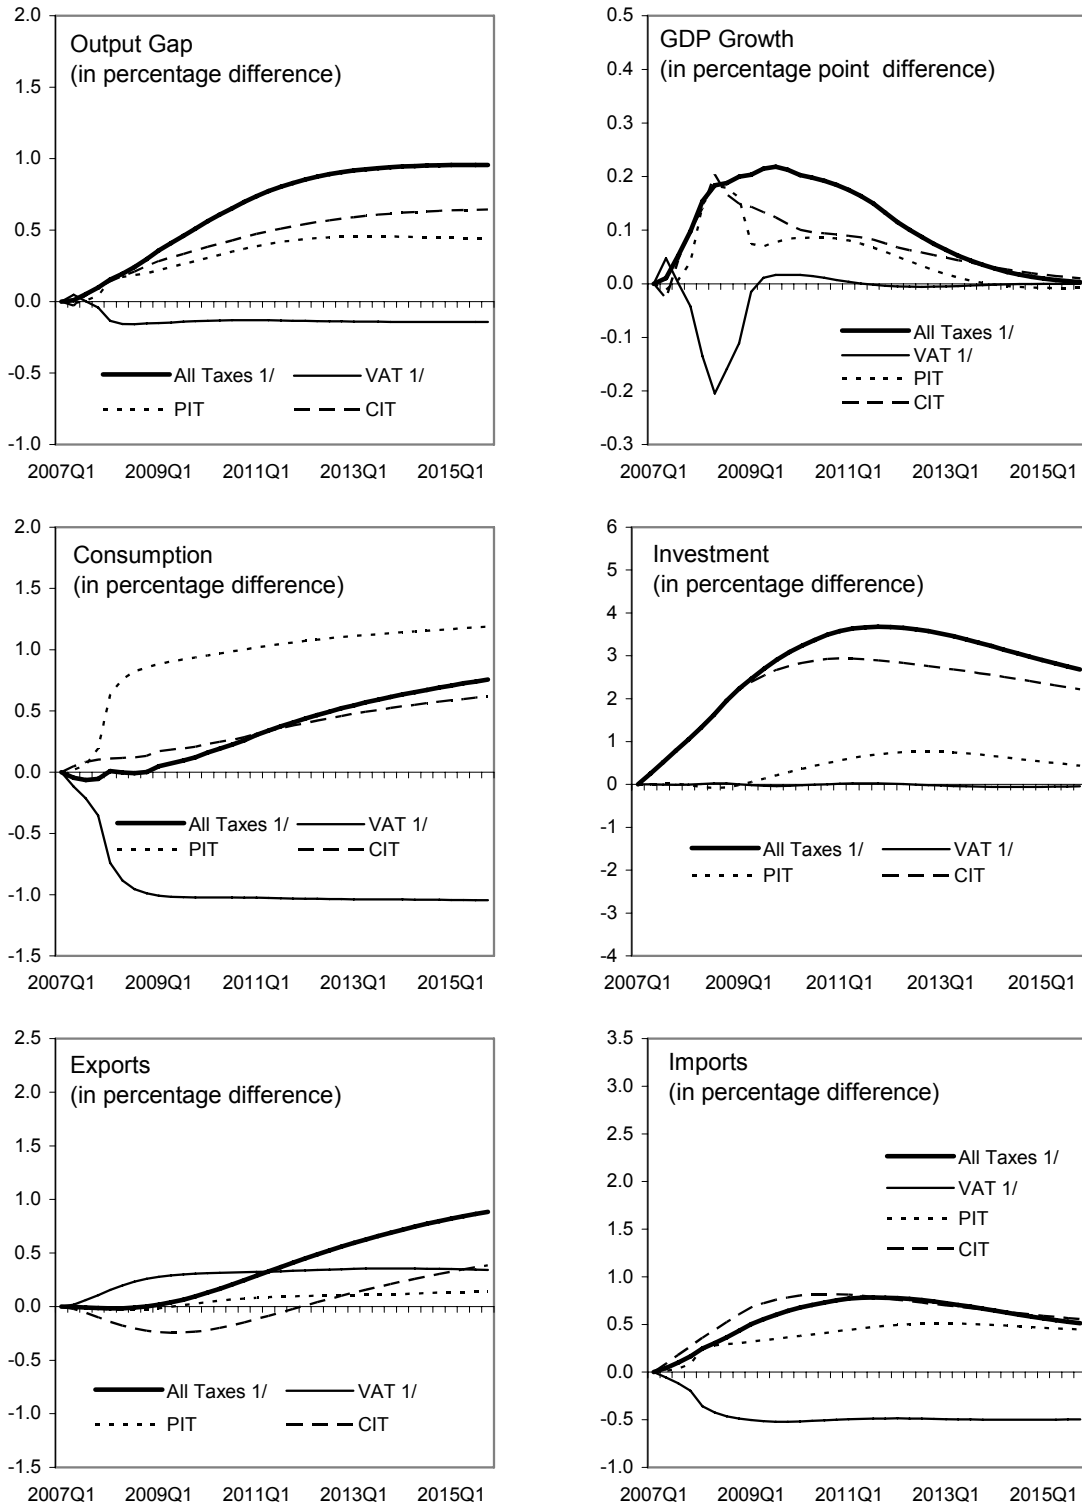 Output Gap
(in percentage difference)
2.0
1.5
1.0
0.5
0.0
-0.5
-1.0
All Taxes 1/ VAT 1/
PIT CIT
2007Q1 2009Q1 2011Q1 2013Q1 2015Q1
GDP Growth
(in percentage point difference)
0.5
0.4
0.3
0.2
0.1
0.0
-0.1
-0.2
-0.3
All Taxes 1/
VAT 1/
PIT
CIT
2007Q1 2009Q1 2011Q1 2013Q1 2015Q1
Consumption
(in percentage difference)
2.0
1.5
1.0
0.5
0.0
-0.5
-1.0
-1.5
All Taxes 1/ VAT 1/
PIT CIT
2007Q1 2009Q1 2011Q1 2013Q1 2015Q1
Investment
(in percentage difference)
6
5
4
3
2
1
0
-1
-2
-3
-4
All Taxes 1/ VAT 1/
PIT CIT
2007Q1 2009Q1 2011Q1 2013Q1 2015Q1
Exports
(in percentage difference)
2.5
2.0
1.5
1.0
0.5
0.0
-0.5
-1.0
-1.5
All Taxes 1/ VAT 1/
PIT CIT
2007Q1 2009Q1 2011Q1 2013Q1 2015Q1
Imports
(in percentage difference)
3.5
3.0
2.5
2.0
1.5
1.0
0.5
0.0
-0.5
-1.0
All Taxes 1/
VAT 1/
PIT
CIT
2007Q1 2009Q1 2011Q1 2013Q1 2015Q1